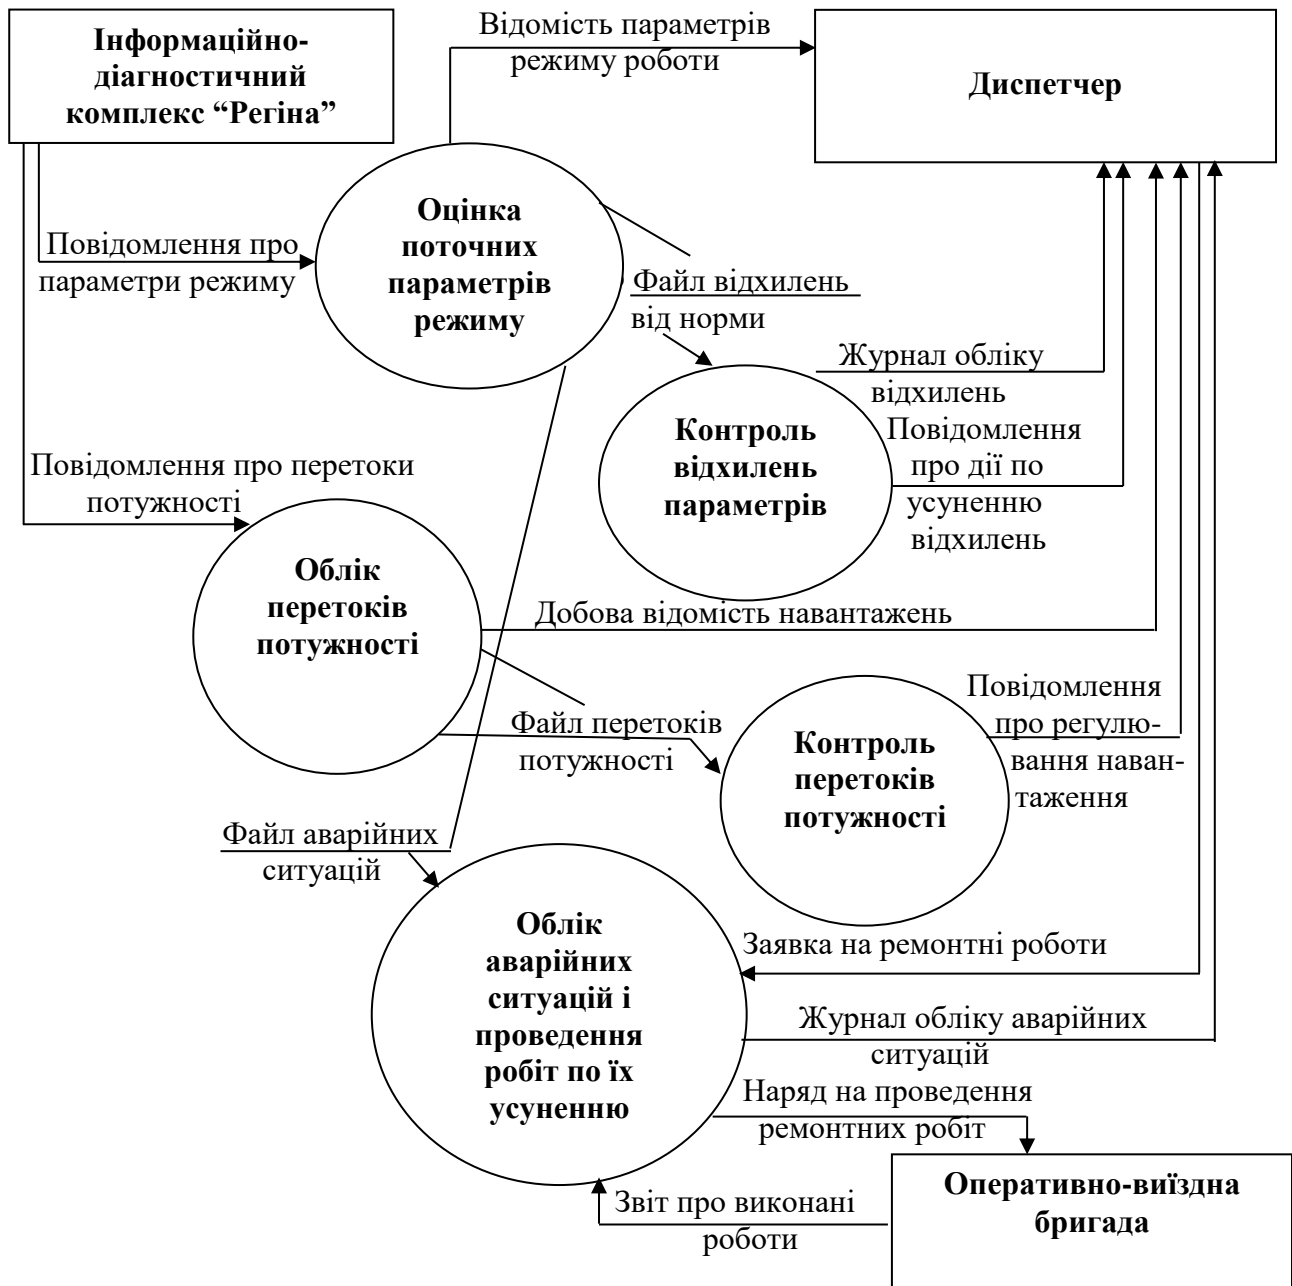 Інформаційно-
діагностичний
комплекс “Регіна”
Відомість параметрів
режиму роботи
Диспетчер
Оцінка
поточних
параметрів
режиму
Повідомлення про
параметри режиму
Файл відхилень
від норми
Журнал обліку
відхилень
Контроль
відхилень
параметрів
Повідомлення
про дії по
усуненню
відхилень
Повідомлення про перетоки
потужності
Облік
перетоків
потужності
Добова відомість навантажень
Файл перетоків
потужності
Контроль
перетоків
потужності
Повідомлення
про регулю-
вання наван-
таження
Файл аварійних
ситуацій
Облік
аварійних
ситуацій і
проведення
робіт по їх
усуненню
Заявка на ремонтні роботи
Журнал обліку аварійних
ситуацій
Наряд на проведення
ремонтних робіт
Звіт про виконані
роботи
Оперативно-виїздна
бригада